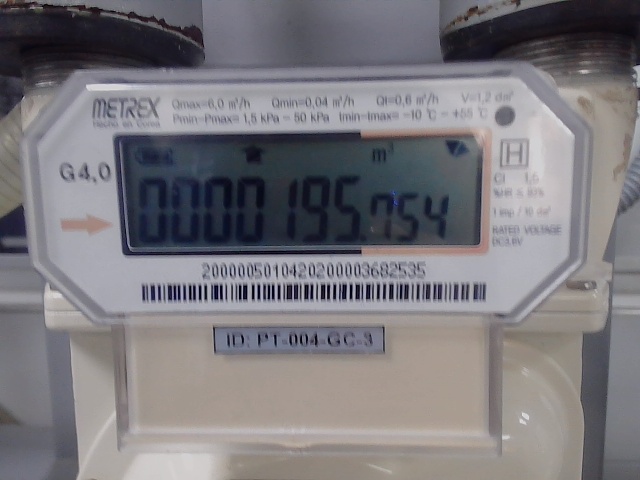 METREX
Qmax=6,0 m³/h Qmin=0,04 m³/h Qt=0,6 m³/h V=1,2 dm³
Pmin-Pmax= 1,5 kPa - 50 kPa tmin-tmax= -10 °C - +55 °C
G4,0
m³
0000195.754
H
Cl 1,5
1 imp / 10 dm³
RATED VOLTAGE
DC3,6V
20000050104202000003682535
ID: PT-004-GC-3